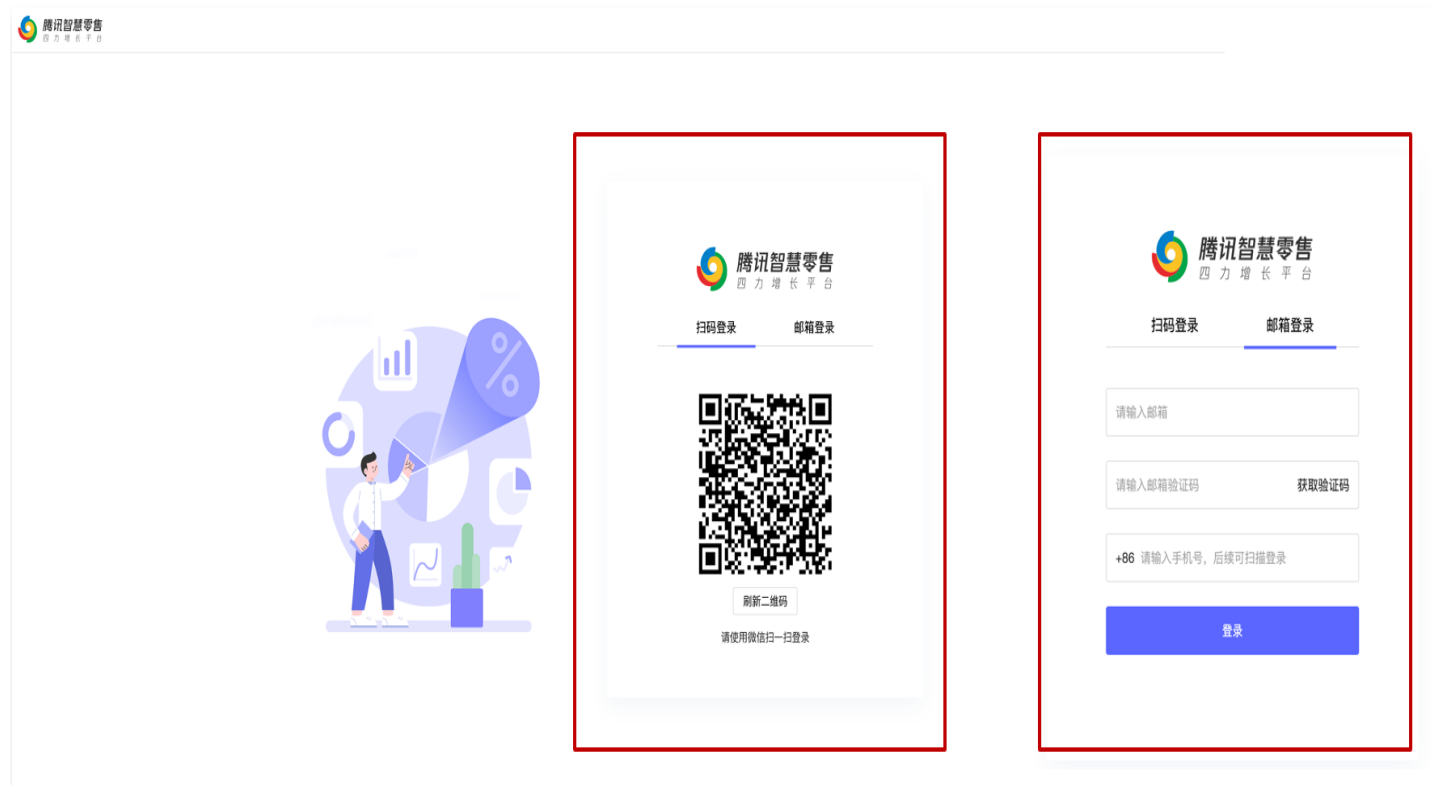 腾讯智慧零售
四力增长平台
腾讯智慧零售
四力增长平台
扫码登录 邮箱登录
刷新二维码
请使用微信扫一扫登录
腾讯智慧零售
四力增长平台
扫码登录 邮箱登录
请输入邮箱
请输入邮箱验证码 获取验证码
+86 请输入手机号，后续可扫描登录
登录